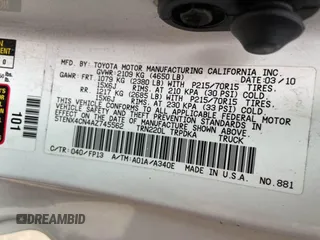 MFD. BY: TOYOTA MOTOR MANUFACTURING CALIFORNIA INC.
GVWR: 2109 KG (4650 LB) DATE: 03/10
GAWR: FRT. 1079 KG (2380 LB) WITH P215/70R15 TIRES,
15X6J RIMS, AT 210 KPA (30 PSI) COLD
RR. 1217 KG (2685 LB) WITH P215/70R15 TIRES,
15X6J RIMS, AT 230 KPA (33 PSI) COLD
THIS VEHICLE CONFORMS TO ALL APPLICABLE FEDERAL MOTOR
VEHICLE SAFETY STANDARDS IN EFFECT ON THE DATE OF
MANUFACTURE SHOWN ABOVE.
5TENX4CN4AZ745962 TRUCK
TRN220L TRPDKA
C/TR: 040/FP13
A/TM: A01A/A340E MADE IN U.S.A.
NO.881
101
COPART